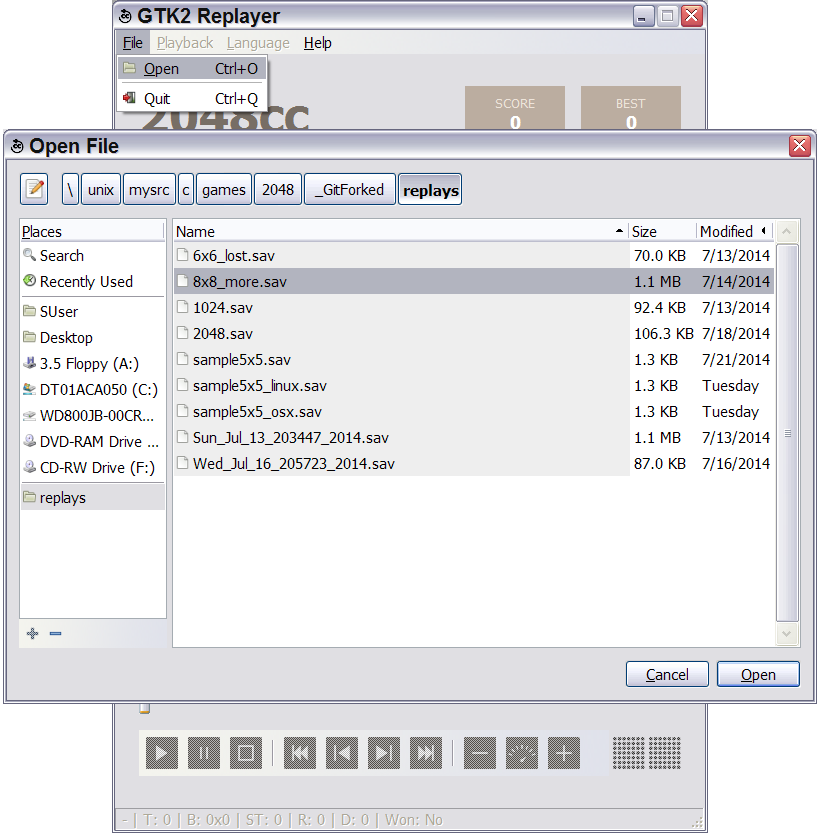 GTK2 Replayer
File Playback Language Help
Open Ctrl+O
Quit Ctrl+Q
2048cc
SCORE BEST
0 0
Open File
\ unix mysrc c games 2048 _GitForked replays
Places Name Size Modified
Search 6x6_lost.sav 70.0 KB 7/13/2014
Recently Used 8x8_more.sav 1.1 MB 7/14/2014
SUser 1024.sav 92.4 KB 7/13/2014
Desktop 2048.sav 106.3 KB 7/18/2014
3.5 Floppy (A:) sample5x5.sav 1.3 KB 7/21/2014
DT01ACA050 (C:) sample5x5_linux.sav 1.3 KB Tuesday
WD800JB-00CR... sample5x5_osx.sav 1.3 KB Tuesday
DVD-RAM Drive ... Sun_Jul_13_203447_2014.sav 1.1 MB 7/13/2014
CD-RW Drive (F:) Wed_Jul_16_205723_2014.sav 87.0 KB 7/16/2014
replays
Cancel Open
- | T: 0 | B: 0x0 | ST: 0 | R: 0 | D: 0 | Won: No